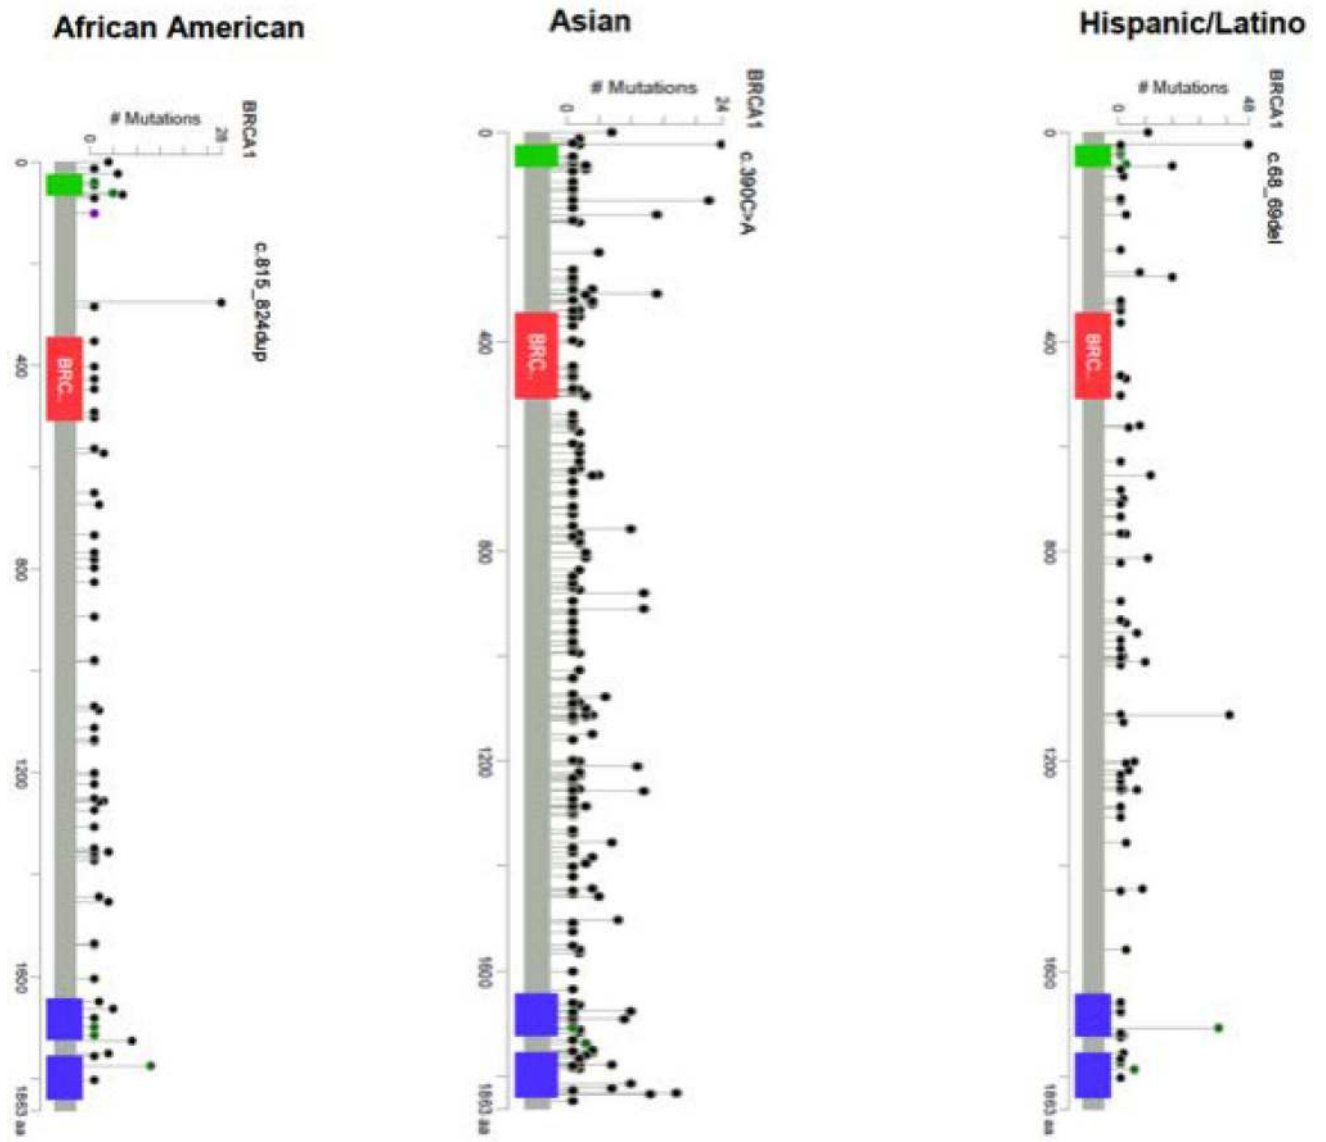 African American
Asian
Hispanic/Latino
BRCA1
# Mutations
0
28
c.815_824dup
0
400
BRC..
800
1200
1600
1863 aa
BRCA1
# Mutations
0
24
c.390C>A
0
400
BRC..
800
1200
1600
1863 aa
BRCA1
# Mutations
0
48
c.68_69del
0
400
BRC..
800
1200
1600
1863 aa